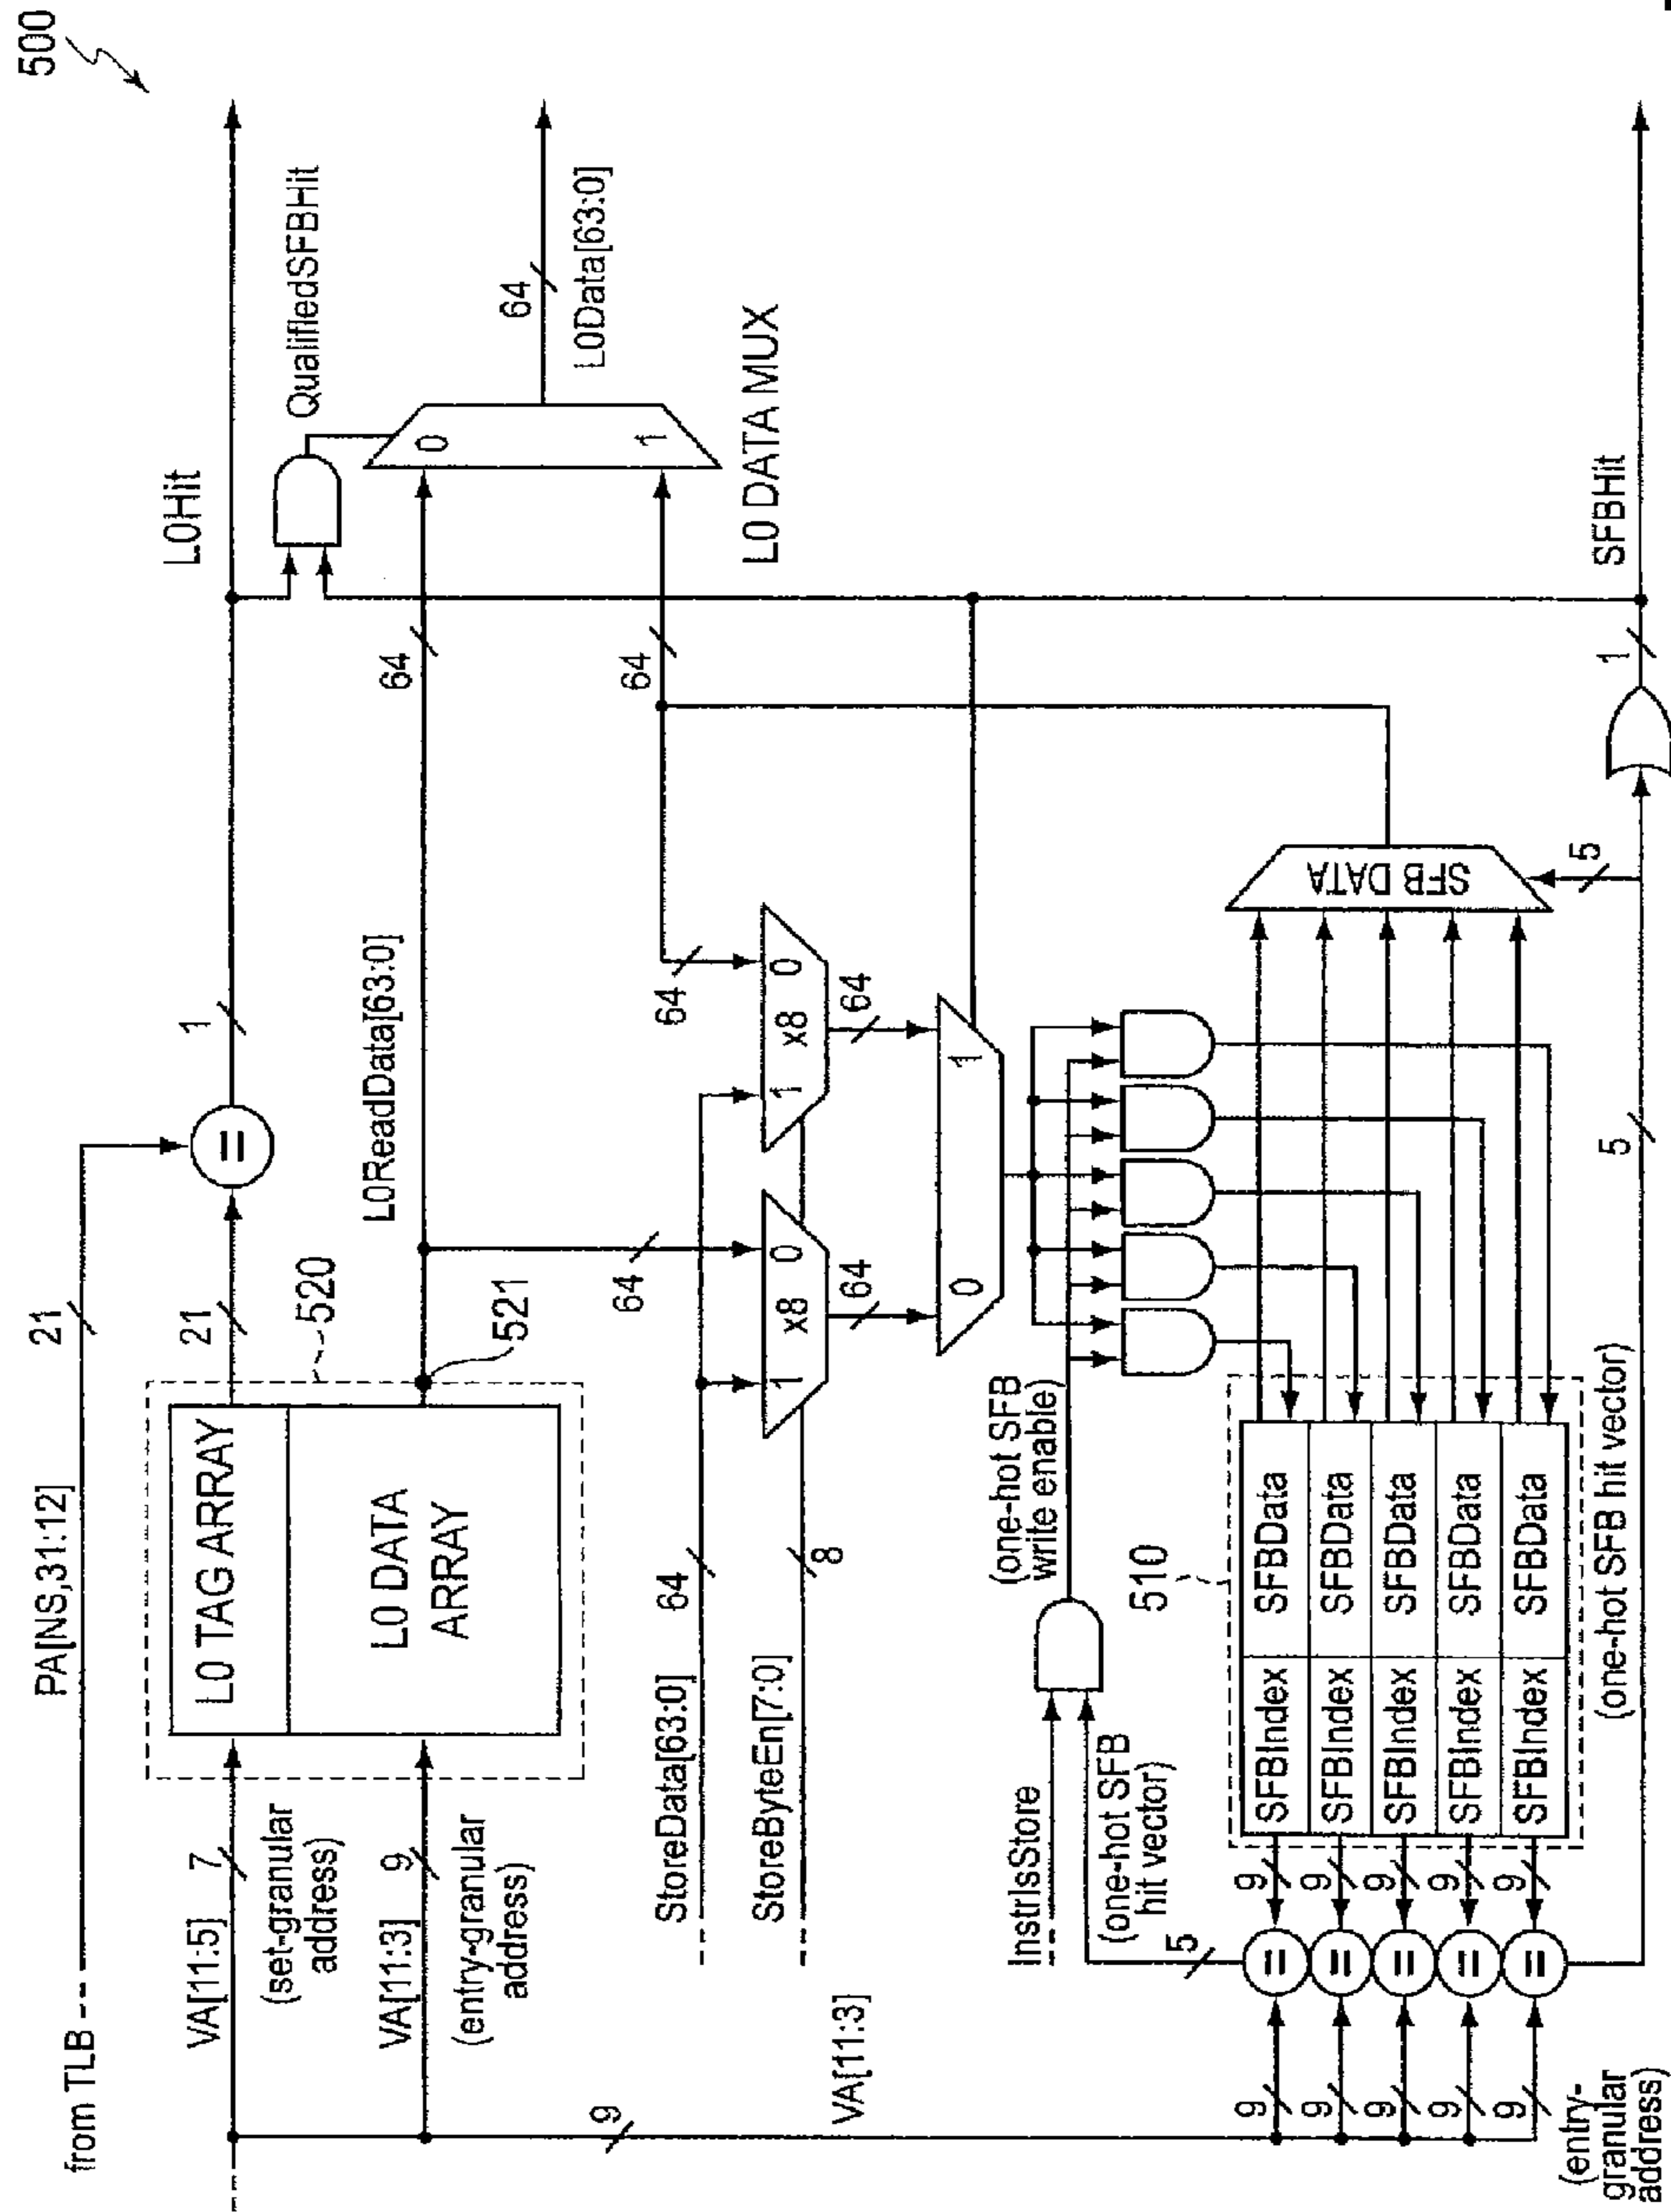 500
from TLB
PA[NS,31:12]
21
L0Hit
VA[11:5]
7
(set-granular
address)
L0 TAG ARRAY
21
=
1
QualifiedSFBHit
520
VA[11:3]
9
(entry-granular
address)
L0 DATA
ARRAY
521
L0ReadData[63:0]
64
0
1
64
L0Data[63:0]
64
L0 DATA MUX
9
VA[11:3]
StoreData[63:0]
64
StoreByteEn[7:0]
8
64
1
x8
0
64
1
x8
0
64
64
0
1
InstrIsStore
(one-hot SFB
hit vector)
5
(one-hot SFB
write enable)
510
9
=
9
SFBIndex
SFBData
9
=
9
SFBIndex
SFBData
9
=
9
SFBIndex
SFBData
9
=
9
SFBIndex
SFBData
9
=
9
SFBIndex
SFBData
SFB DATA
5
(entry-
granular
address)
(one-hot SFB hit vector)
5
1
SFBHit